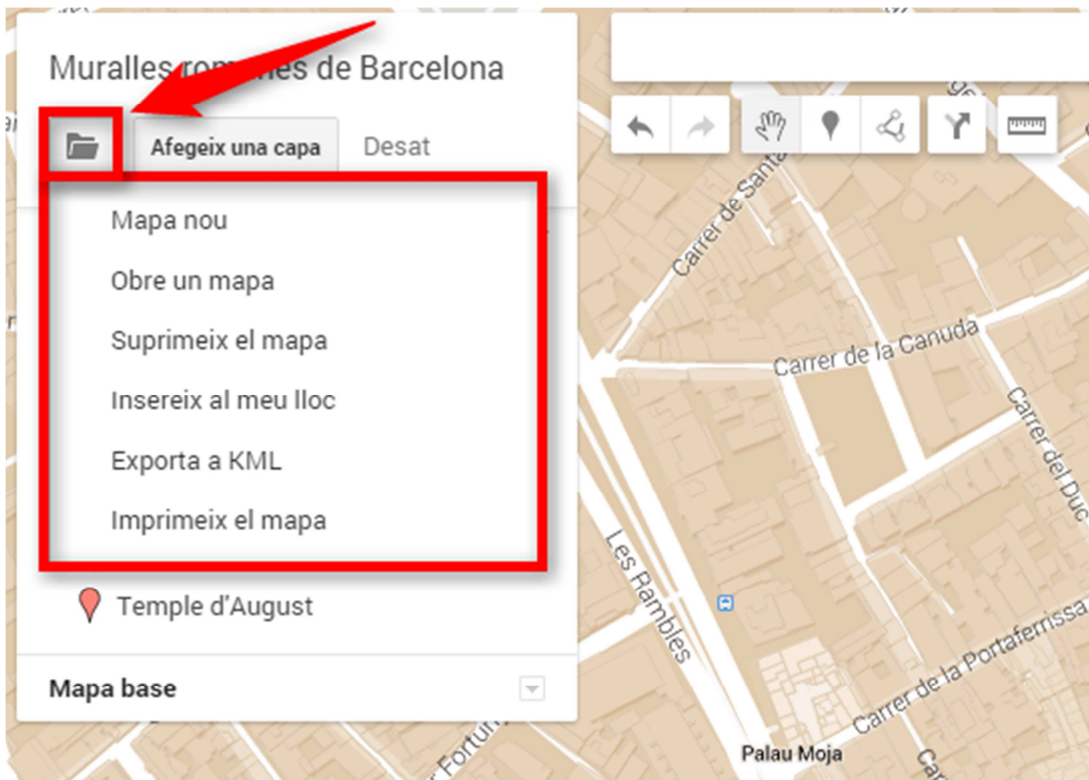 Muralles romanes de Barcelona
Afegeix una capa
Desat
Mapa nou
Obre un mapa
Suprimeix el mapa
Insereix al meu lloc
Exporta a KML
Imprimeix el mapa
Temple d'August
Mapa base
Carrer de Santa
Carrer de la Canuda
Carrer del Duc
Les Rambles
Carrer de la Portaferrissa
Palau Moja